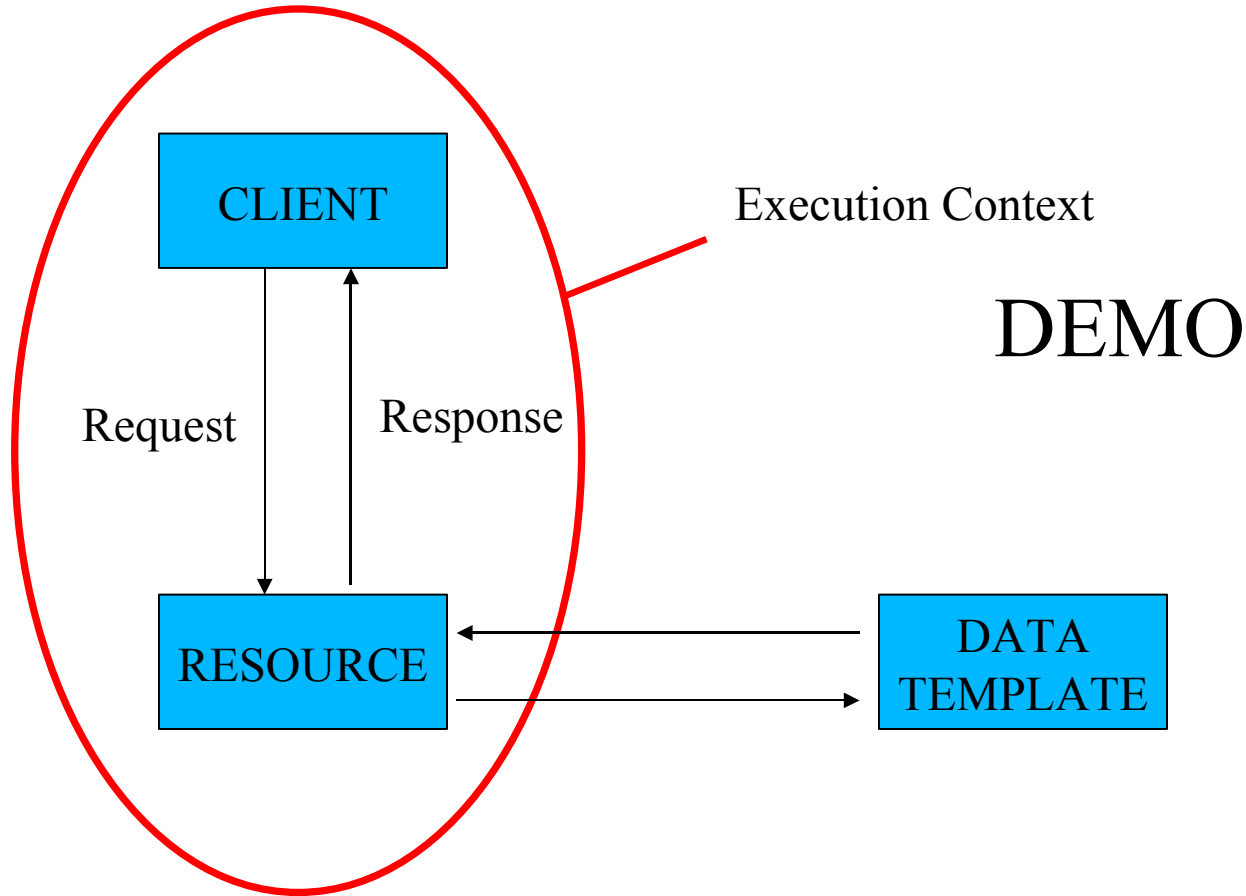 CLIENT
Execution Context
DEMO
Request
Response
RESOURCE
DATA
TEMPLATE